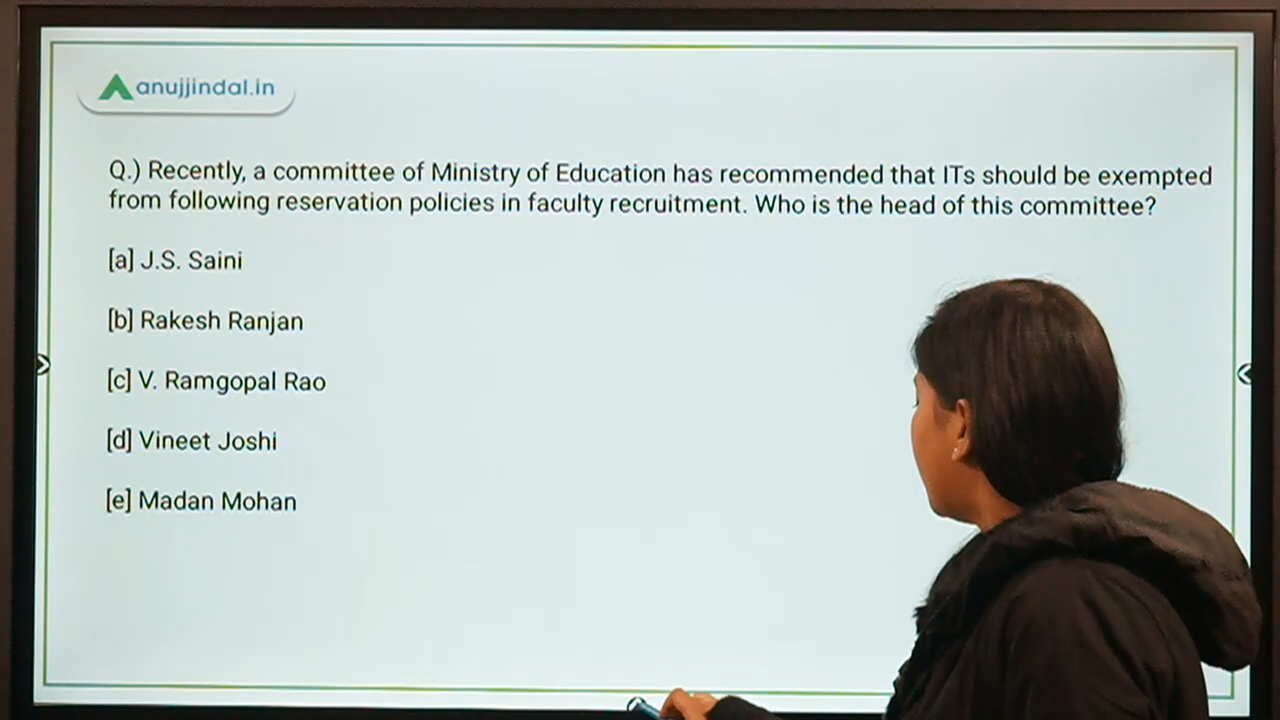 anujjindal.in
Q.) Recently, a committee of Ministry of Education has recommended that ITs should be exempted
from following reservation policies in faculty recruitment. Who is the head of this committee?
[a] J.S. Saini
[b] Rakesh Ranjan
[c] V. Ramgopal Rao
[d] Vineet Joshi
[e] Madan Mohan